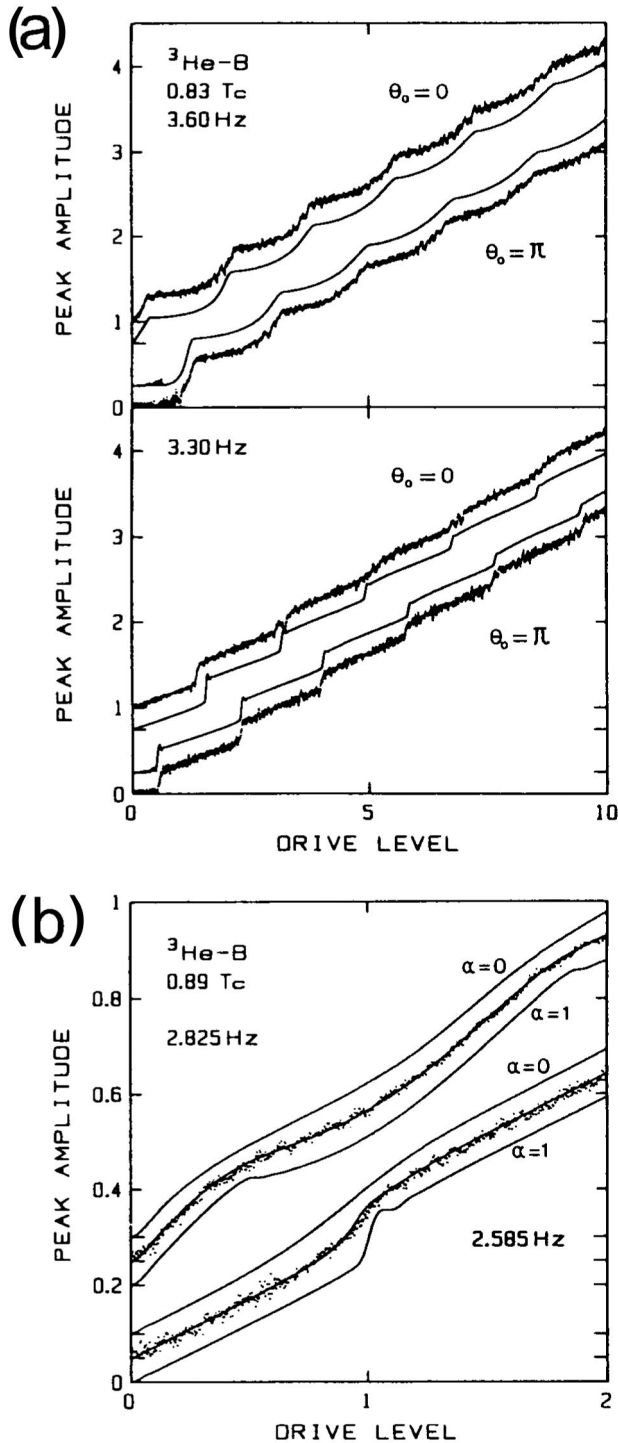 (a)
³He-B
0.83 Tc
3.60 Hz
θ₀ = 0
θ₀ = π
PEAK AMPLITUDE
4
3
2
1
0
3.30 Hz
θ₀ = 0
θ₀ = π
PEAK AMPLITUDE
4
3
2
1
0
0
5
10
DRIVE LEVEL
(b)
³He-B
0.89 Tc
2.825 Hz
α = 0
α = 1
α = 0
α = 1
2.585 Hz
PEAK AMPLITUDE
1
0.8
0.6
0.4
0.2
0
0
1
2
DRIVE LEVEL